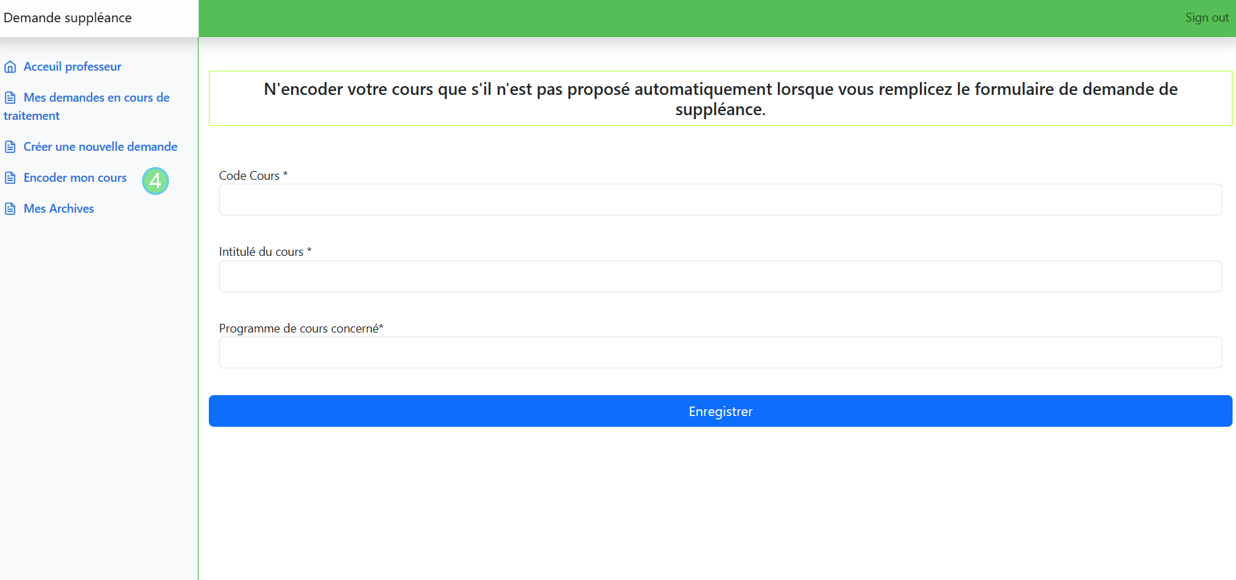 Demande suppléance
Sign out
Acceuil professeur
Mes demandes en cours de
traitement
Créer une nouvelle demande
Encoder mon cours
4
Mes Archives
N'encoder votre cours que s'il n'est pas proposé automatiquement lorsque vous remplicez le formulaire de demande de
suppléance.
Code Cours *
Intitulé du cours *
Programme de cours concerné*
Enregistrer